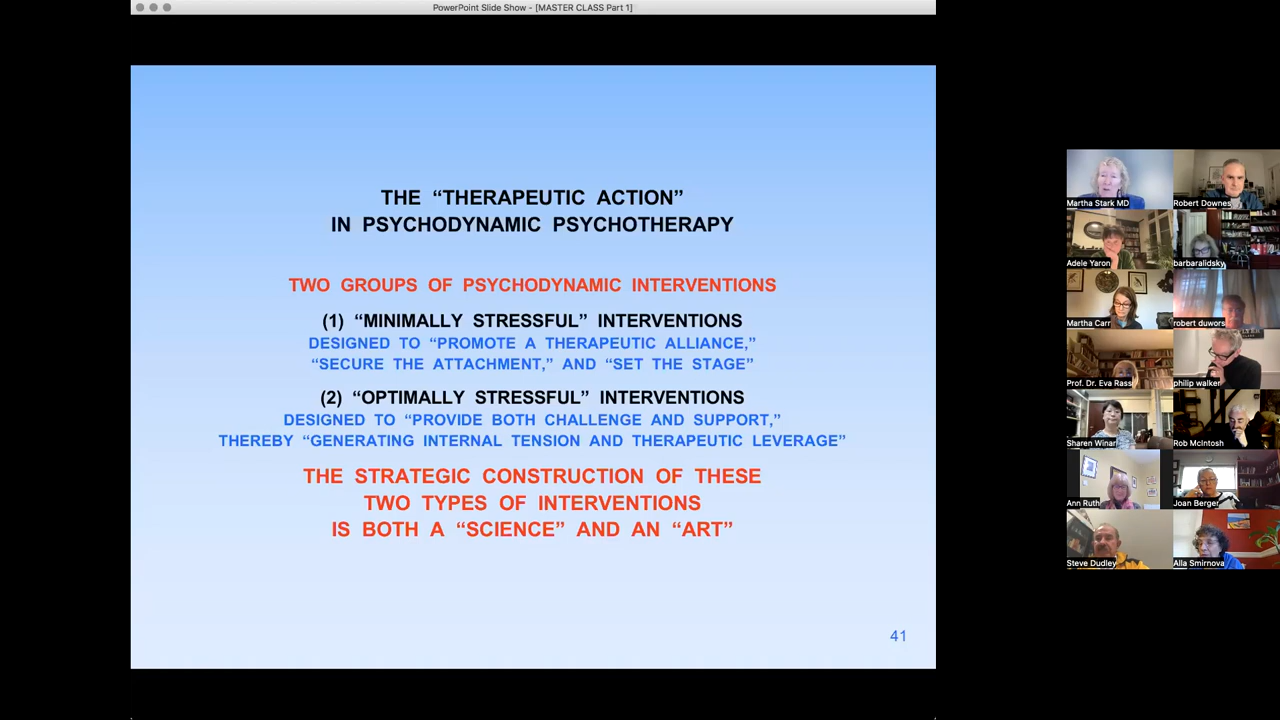 PowerPoint Slide Show - [MASTER CLASS Part 1]
THE “THERAPEUTIC ACTION”
IN PSYCHODYNAMIC PSYCHOTHERAPY
TWO GROUPS OF PSYCHODYNAMIC INTERVENTIONS
(1) “MINIMALLY STRESSFUL” INTERVENTIONS
DESIGNED TO “PROMOTE A THERAPEUTIC ALLIANCE,”
“SECURE THE ATTACHMENT,” AND “SET THE STAGE”
(2) “OPTIMALLY STRESSFUL” INTERVENTIONS
DESIGNED TO “PROVIDE BOTH CHALLENGE AND SUPPORT,”
THEREBY “GENERATING INTERNAL TENSION AND THERAPEUTIC LEVERAGE”
THE STRATEGIC CONSTRUCTION OF THESE
TWO TYPES OF INTERVENTIONS
IS BOTH A “SCIENCE” AND AN “ART”
41
Martha Stark MD
Robert Downes
Adele Yaron
barbaralidsky
Martha Carr
robert duwors
Prof. Dr. Eva Rass
philip walker
Sharen Winar
Rob McIntosh
Ann Ruth
Joan Berger
Steve Dudley
Alla Smirnova